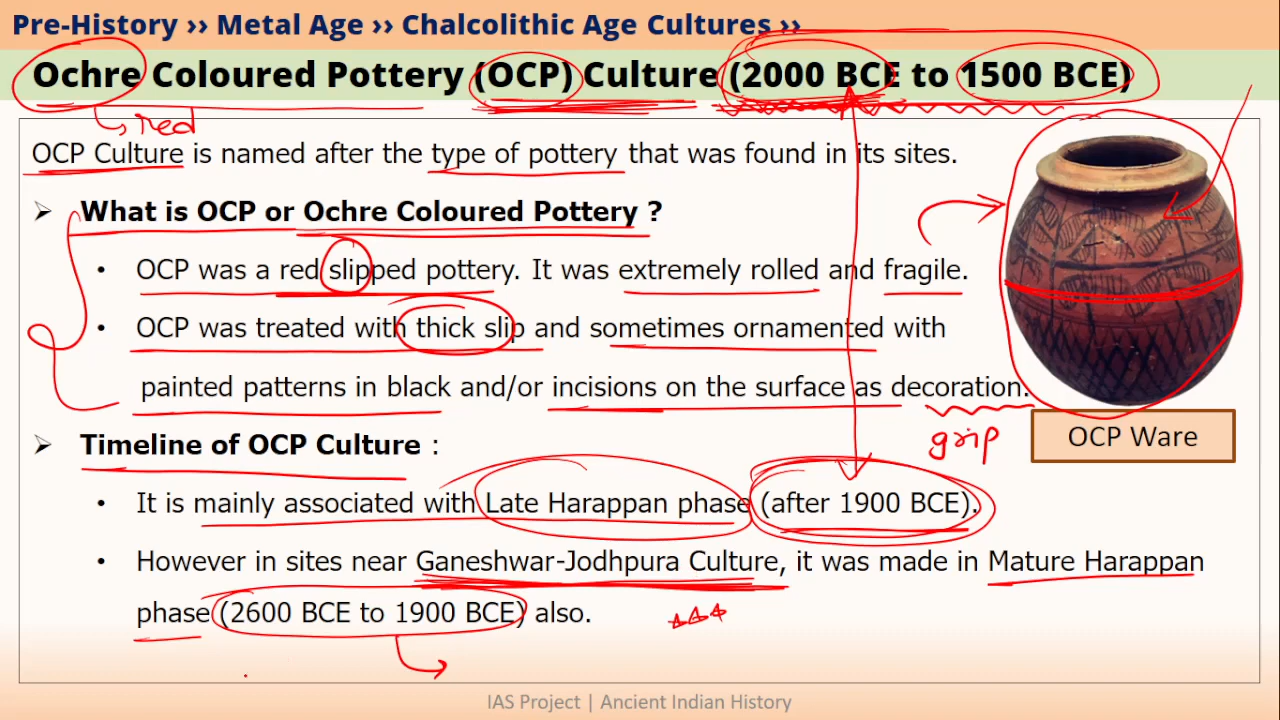 Pre-History ›› Metal Age ›› Chalcolithic Age Cultures ››
Ochre Coloured Pottery (OCP) Culture (2000 BCE to 1500 BCE)
red
OCP Culture is named after the type of pottery that was found in its sites.
➢ What is OCP or Ochre Coloured Pottery ?
• OCP was a red slipped pottery. It was extremely rolled and fragile.
• OCP was treated with thick slip and sometimes ornamented with
painted patterns in black and/or incisions on the surface as decoration.
grip
OCP Ware
➢ Timeline of OCP Culture :
• It is mainly associated with Late Harappan phase (after 1900 BCE).
• However in sites near Ganeshwar-Jodhpura Culture, it was made in Mature Harappan
phase (2600 BCE to 1900 BCE) also.
IAS Project | Ancient Indian History